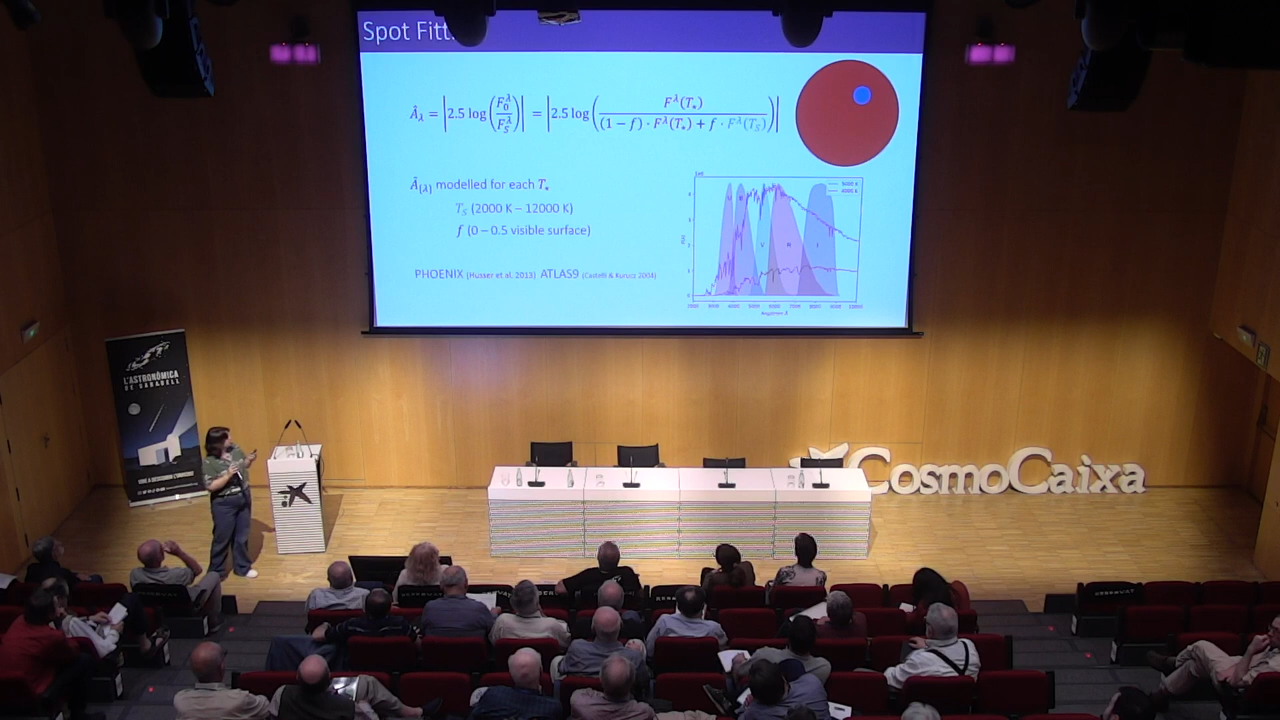 Spot Fitt
Â_λ = |2.5 log(F_0^λ / F_S^λ)| = |2.5 log(F^λ(T_*) / ((1 − f) · F^λ(T_*) + f · F^λ(T_S)))|
Â_(λ) modelled for each T_*
T_S (2000 K – 12000 K)
f (0 – 0.5 visible surface)
PHOENIX (Husser et al. 2013) ATLAS9 (Castelli & Kurucz 2004)
V R I
L'ASTRONÒMICA
DE SABADELL
CosmoCaixa